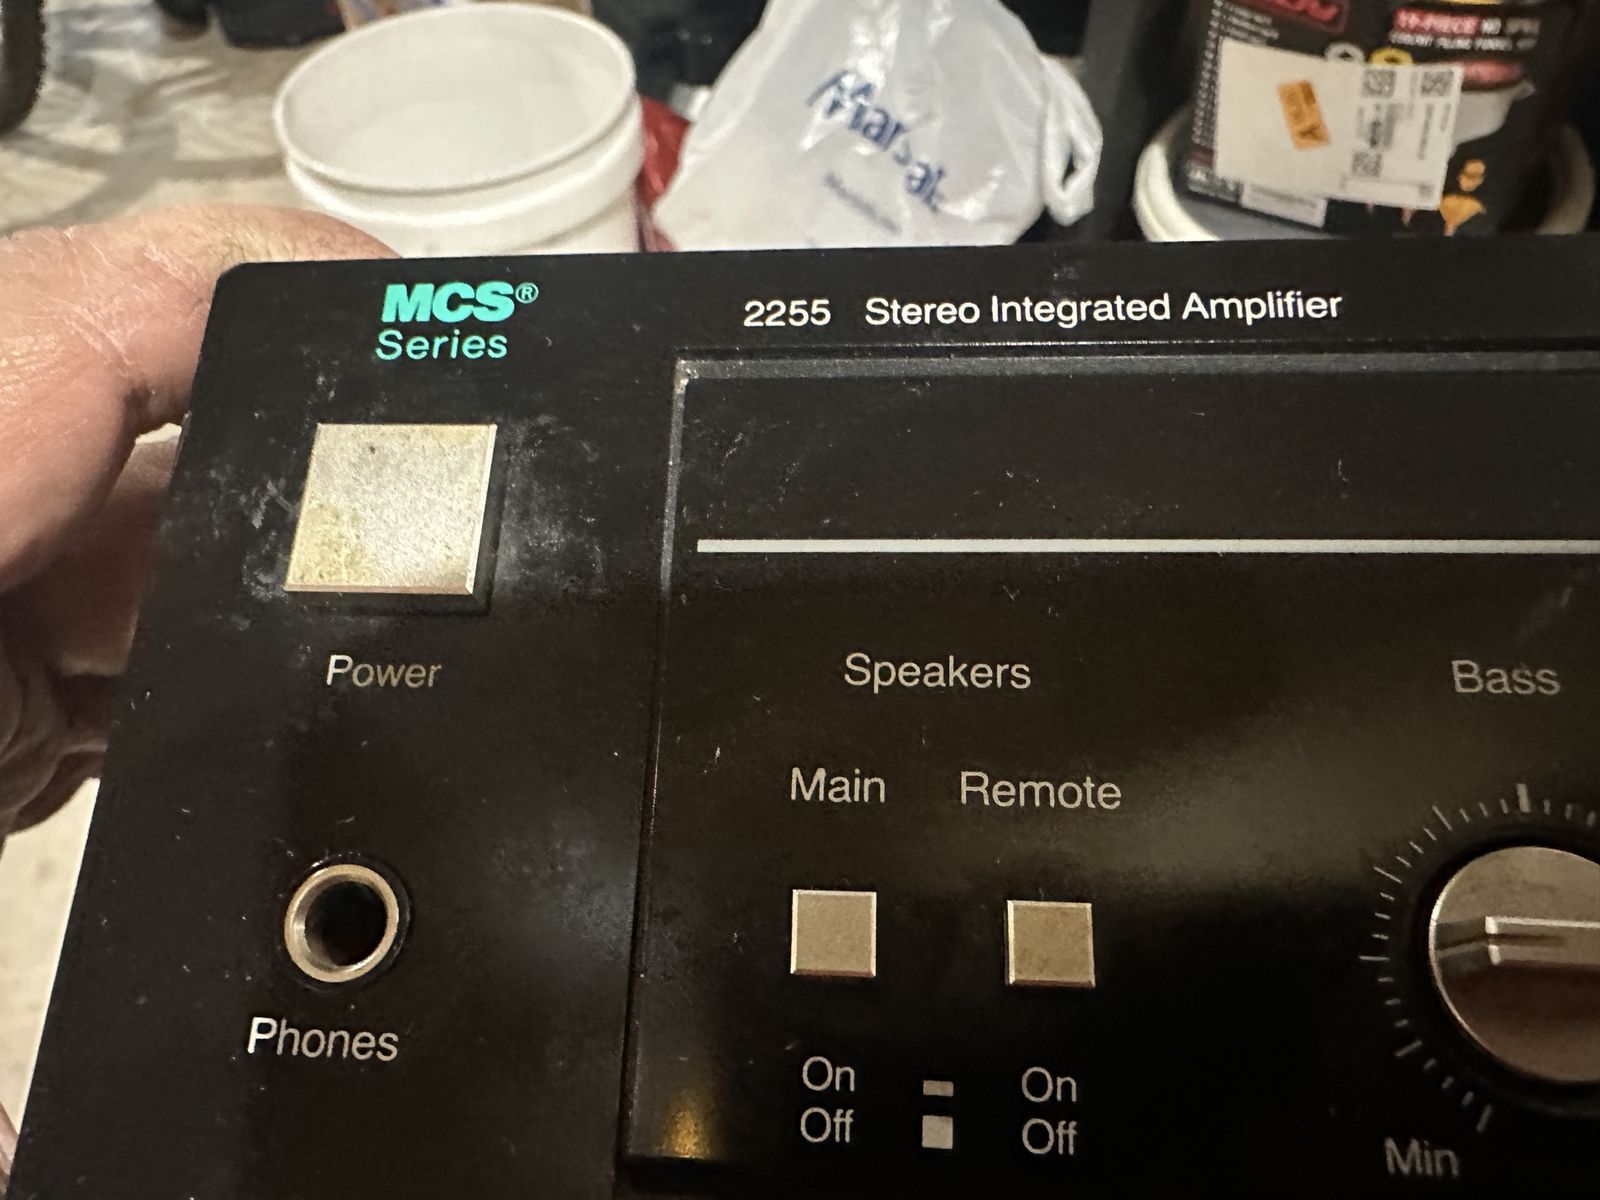 MCS®
Series
2255 Stereo Integrated Amplifier
Power
Speakers
Bass
Main Remote
Phones
On On
Off Off
Min